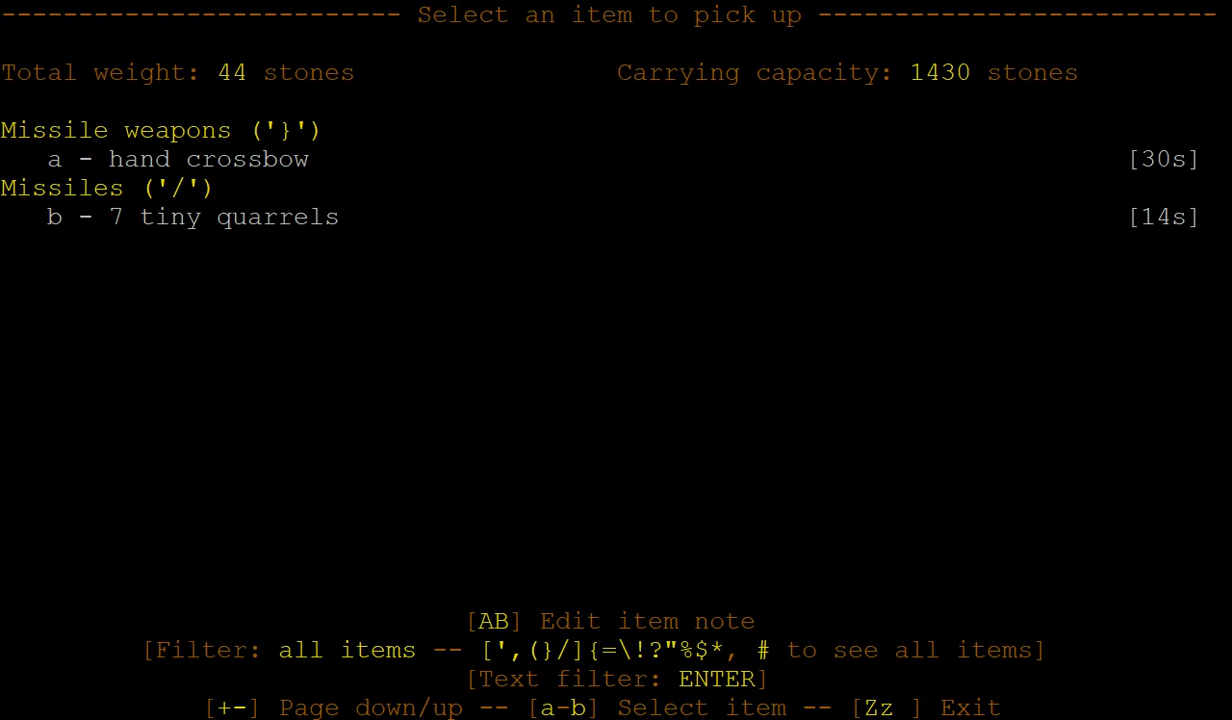 -------------------------- Select an item to pick up --------------------------
Total weight: 44 stones Carrying capacity: 1430 stones
Missile weapons ('}')
a - hand crossbow [30s]
Missiles ('/')
b - 7 tiny quarrels [14s]
[AB] Edit item note
[Filter: all items -- [',(}/]{=\!?"%$*, # to see all items]
[Text filter: ENTER]
[+-] Page down/up -- [a-b] Select item -- [Zz ] Exit